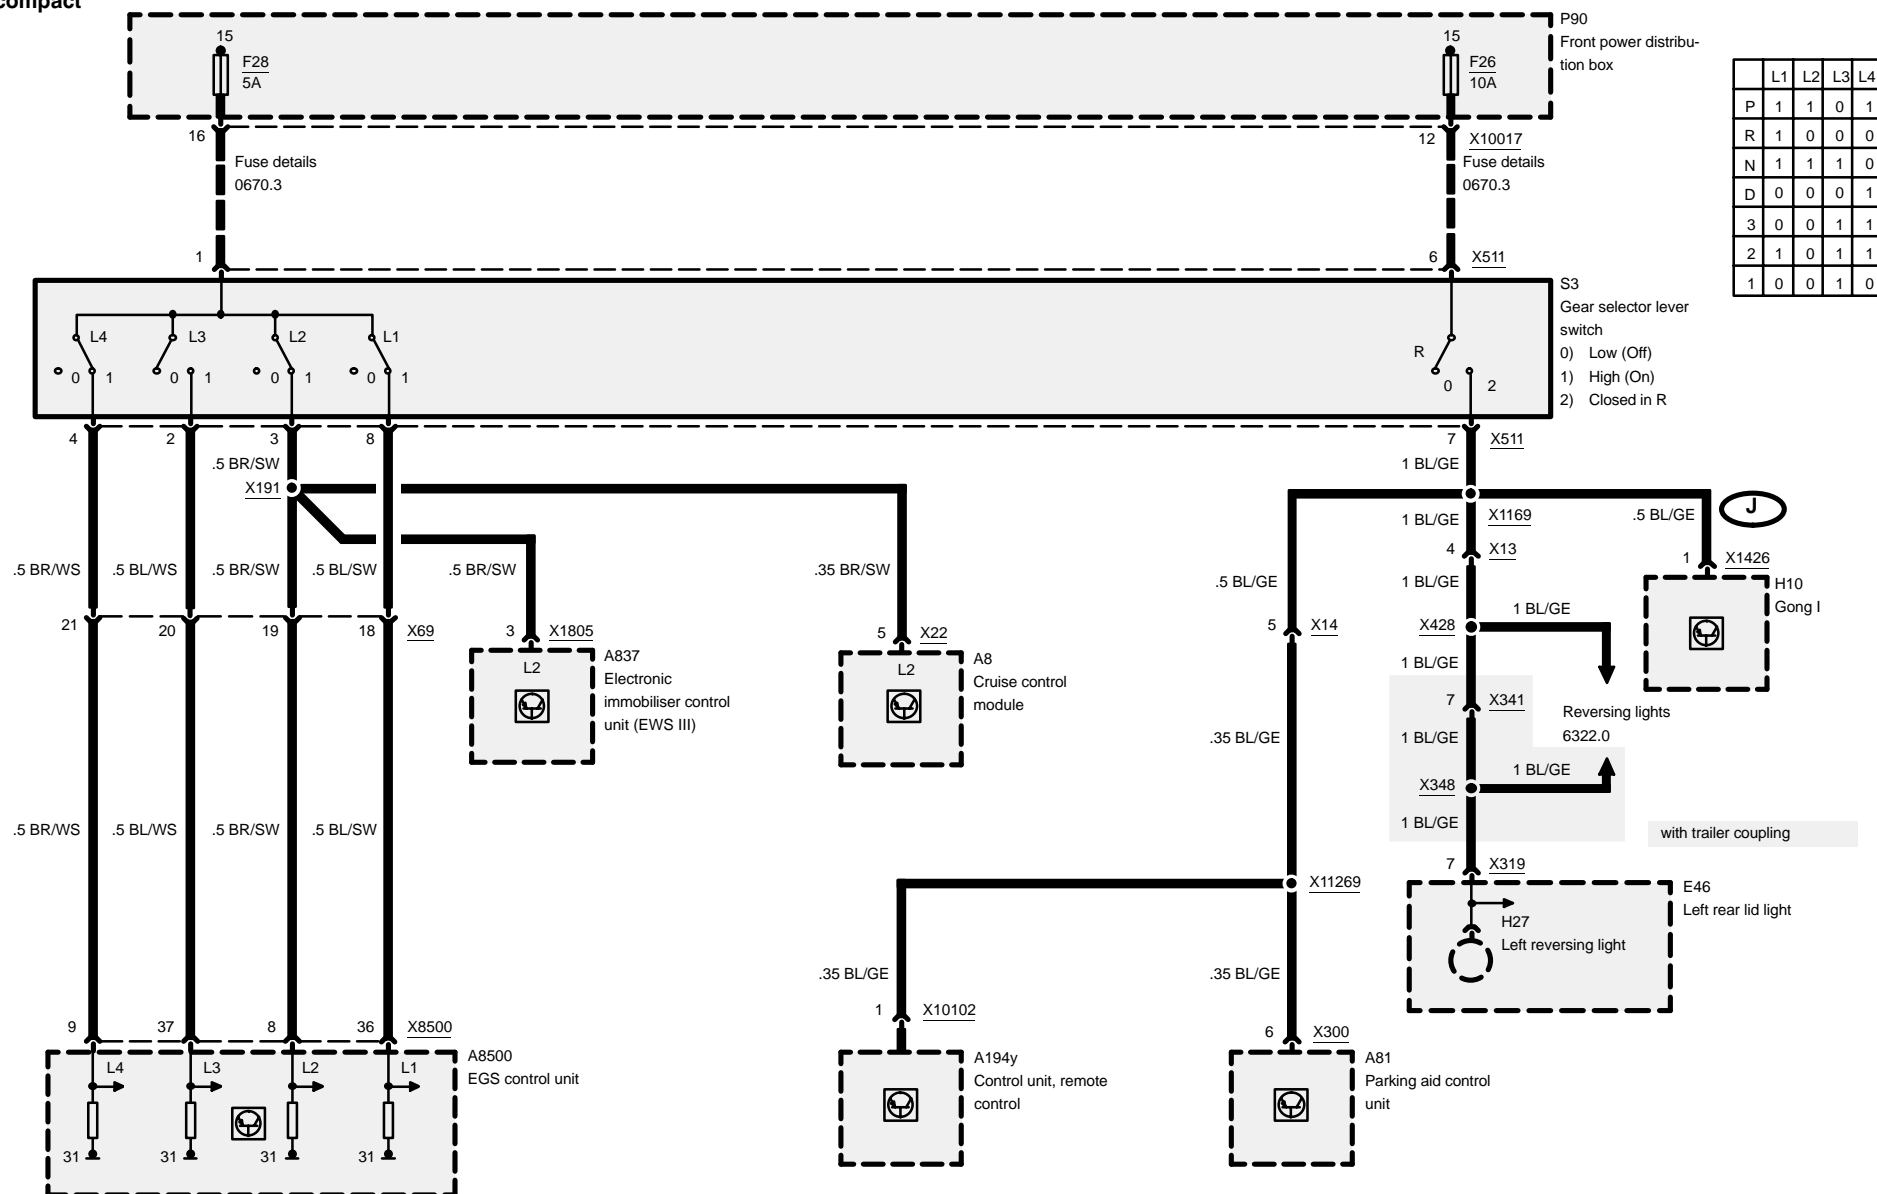 compact
P90
Front power distribu-
tion box
15
F28
5A
15
F26
10A
16
12 X10017
Fuse details
0670.3
Fuse details
0670.3
1
6 X511
L1 L2 L3 L4
P 1 1 0 1
R 1 0 0 0
N 1 1 1 0
D 0 0 0 1
3 0 0 1 1
2 1 0 1 1
1 0 0 1 0
S3
Gear selector lever
switch
0) Low (Off)
1) High (On)
2) Closed in R
L4 L3 L2 L1
0 1 0 1 0 1 0 1
R
0 2
4 2 3 8
7 X511
.5 BR/SW
X191
1 BL/GE
1 BL/GE X1169
.5 BL/GE
J
4 X13
1 X1426
H10
Gong I
.5 BR/WS .5 BL/WS .5 BR/SW .5 BL/SW .5 BR/SW .35 BR/SW
.5 BL/GE
1 BL/GE
1 BL/GE
21 20 19 18 X69
3 X1805
5 X22
5 X14
X428
1 BL/GE
L2
A837
Electronic
immobiliser control
unit (EWS III)
L2
A8
Cruise control
module
7 X341
Reversing lights
6322.0
.35 BL/GE
1 BL/GE
1 BL/GE
X348
1 BL/GE
with trailer coupling
.5 BR/WS .5 BL/WS .5 BR/SW .5 BL/SW
7 X319
X11269
E46
Left rear lid light
H27
Left reversing light
.35 BL/GE
.35 BL/GE
1 X10102
6 X300
9 37 8 36 X8500
A8500
EGS control unit
L4 L3 L2 L1
31 31 31 31
A194y
Control unit, remote
control
A81
Parking aid control
unit